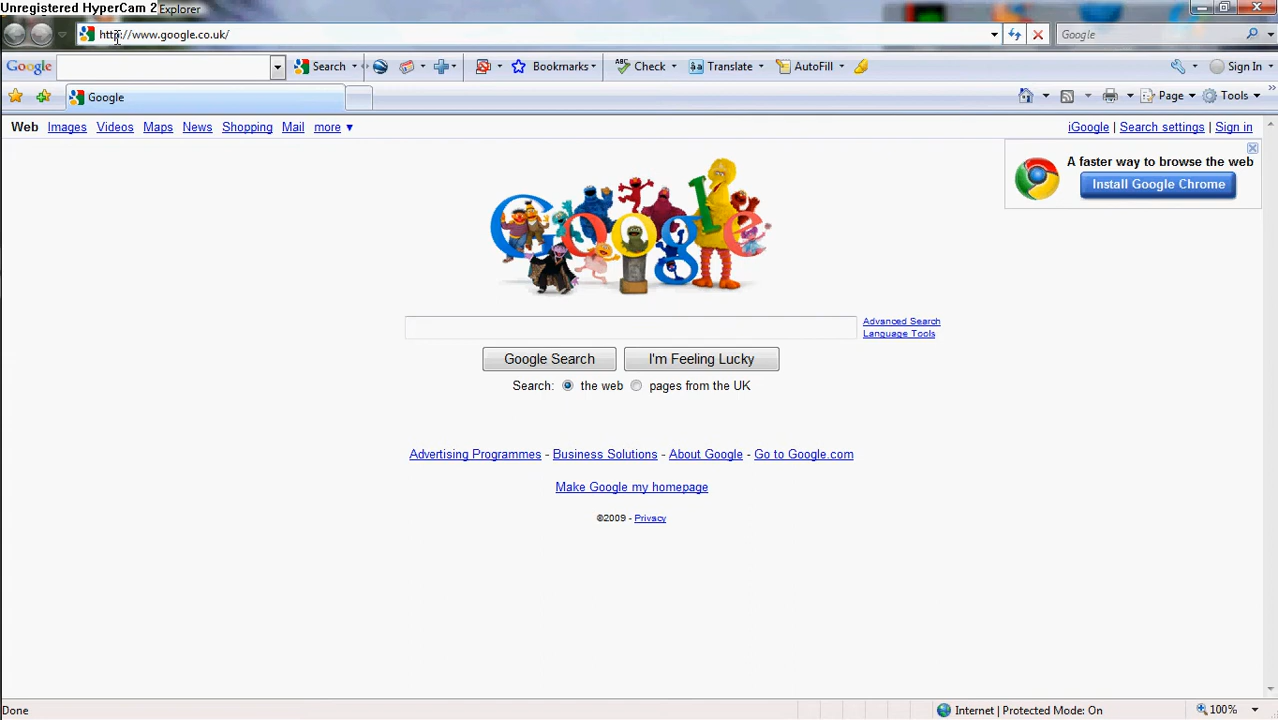 Unregistered HyperCam 2 Explorer
http://www.google.co.uk/
Google
Google Search Bookmarks Check Translate AutoFill Sign In
Google Page Tools
Web Images Videos Maps News Shopping Mail more ▼ iGoogle | Search settings | Sign in
A faster way to browse the web
Install Google Chrome
Google
Advanced Search
Language Tools
Google Search I'm Feeling Lucky
Search: the web pages from the UK
Advertising Programmes - Business Solutions - About Google - Go to Google.com
Make Google my homepage
©2009 - Privacy
Done Internet | Protected Mode: On 100%